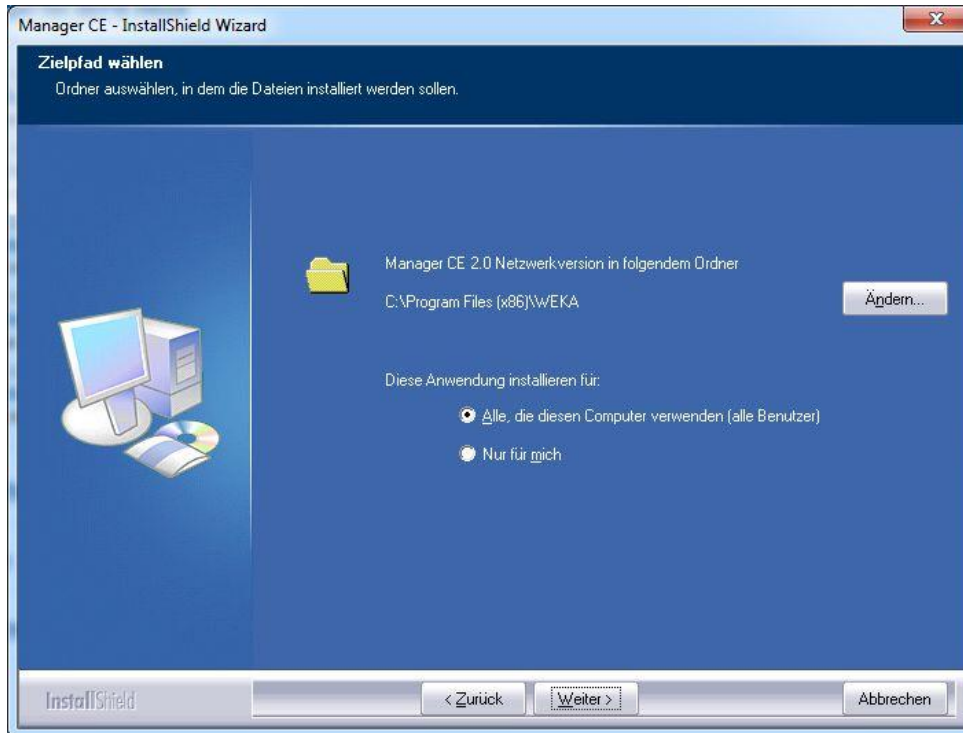 Manager CE - InstallShield Wizard
Zielpfad wählen
Ordner auswählen, in dem die Dateien installiert werden sollen.
Manager CE 2.0 Netzwerkversion in folgendem Ordner
C:\Program Files (x86)\WEKA
Ändern...
Diese Anwendung installieren für:
Alle, die diesen Computer verwenden (alle Benutzer)
Nur für mich
InstallShield
< Zurück
Weiter >
Abbrechen